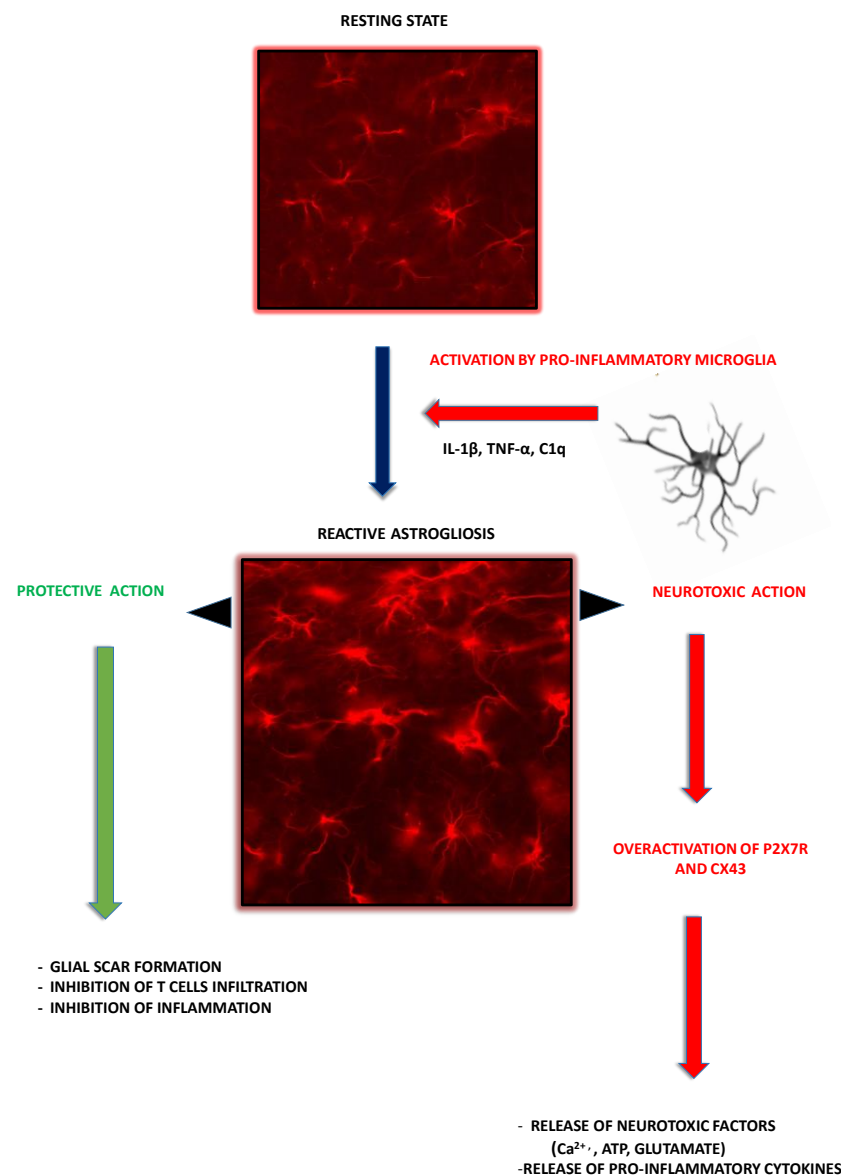 RESTING STATE
ACTIVATION BY PRO-INFLAMMATORY MICROGLIA
IL-1β, TNF-α, C1q
REACTIVE ASTROGLIOSIS
PROTECTIVE ACTION
NEUROTOXIC ACTION
OVERACTIVATION OF P2X7R
AND CX43
- GLIAL SCAR FORMATION
- INHIBITION OF T CELLS INFILTRATION
- INHIBITION OF INFLAMMATION
- RELEASE OF NEUROTOXIC FACTORS
(Ca²⁺˒, ATP, GLUTAMATE)
-RELEASE OF PRO-INFLAMMATORY CYTOKINES